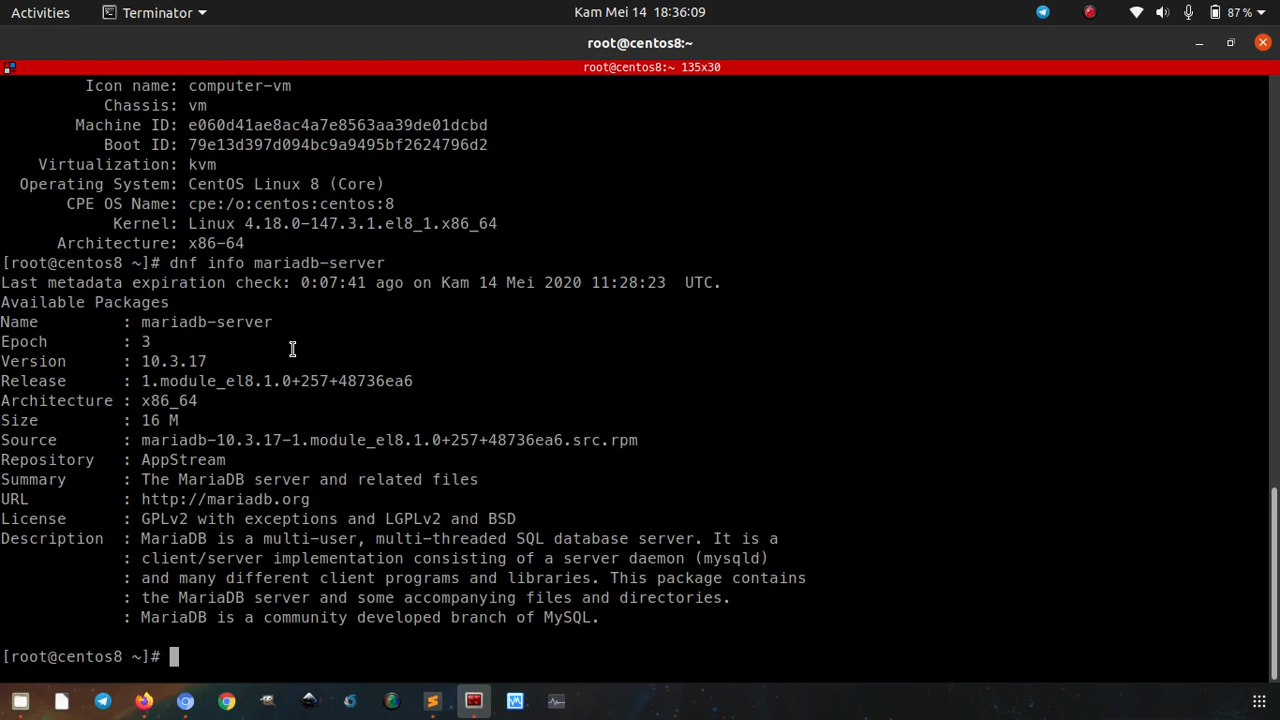 Activities Terminator Kam Mei 14 18:36:09 87 %
root@centos8:~
root@centos8:~ 135x30
Icon name: computer-vm
Chassis: vm
Machine ID: e060d41ae8ac4a7e8563aa39de01dcbd
Boot ID: 79e13d397d094bc9a9495bf2624796d2
Virtualization: kvm
Operating System: CentOS Linux 8 (Core)
CPE OS Name: cpe:/o:centos:centos:8
Kernel: Linux 4.18.0-147.3.1.el8_1.x86_64
Architecture: x86-64
[root@centos8 ~]# dnf info mariadb-server
Last metadata expiration check: 0:07:41 ago on Kam 14 Mei 2020 11:28:23  UTC.
Available Packages
Name         : mariadb-server
Epoch        : 3
Version      : 10.3.17
Release      : 1.module_el8.1.0+257+48736ea6
Architecture : x86_64
Size         : 16 M
Source       : mariadb-10.3.17-1.module_el8.1.0+257+48736ea6.src.rpm
Repository   : AppStream
Summary      : The MariaDB server and related files
URL          : http://mariadb.org
License      : GPLv2 with exceptions and LGPLv2 and BSD
Description  : MariaDB is a multi-user, multi-threaded SQL database server. It is a
             : client/server implementation consisting of a server daemon (mysqld)
             : and many different client programs and libraries. This package contains
             : the MariaDB server and some accompanying files and directories.
             : MariaDB is a community developed branch of MySQL.
[root@centos8 ~]#